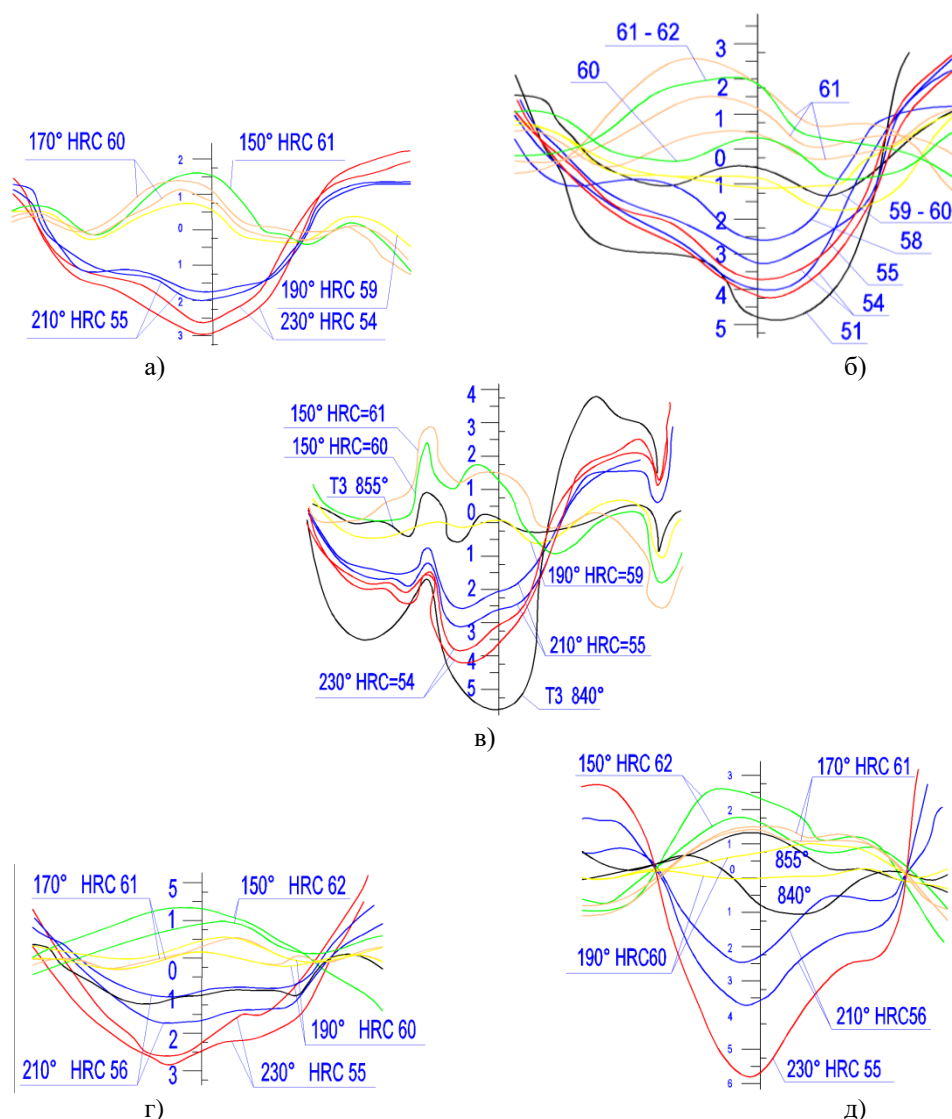 170° HRC 60
150° HRC 61
2
1
0
1
2
3
190° HRC 59
210° HRC 55
230° HRC 54
а)
61 - 62
60
61
3
2
1
0
1
2
3
4
5
59 - 60
58
55
54
51
б)
150° HRC=61
150° HRC=60
Т3 855°
4
3
2
1
0
1
2
3
4
5
190° HRC=59
210° HRC=55
230° HRC=54
Т3 840°
в)
170° HRC 61
150° HRC 62
5
1
0
1
2
3
190° HRC 60
210° HRC 56
230° HRC 55
г)
150° HRC 62
170° HRC 61
3
2
1
0
1
2
3
4
5
6
855°
840°
190° HRC60
210° HRC56
230° HRC 55
д)